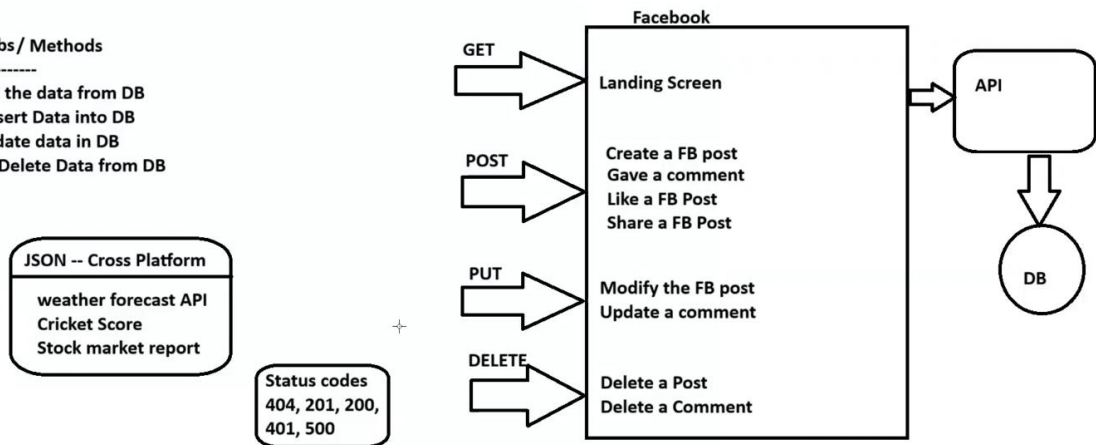 bs/ Methods
-------
the data from DB
sert Data into DB
date data in DB
Delete Data from DB
JSON -- Cross Platform
weather forecast API
Cricket Score
Stock market report
Status codes
404, 201, 200,
401, 500
Facebook
GET
Landing Screen
POST
Create a FB post
Gave a comment
Like a FB Post
Share a FB Post
PUT
Modify the FB post
Update a comment
DELETE
Delete a Post
Delete a Comment
API
DB